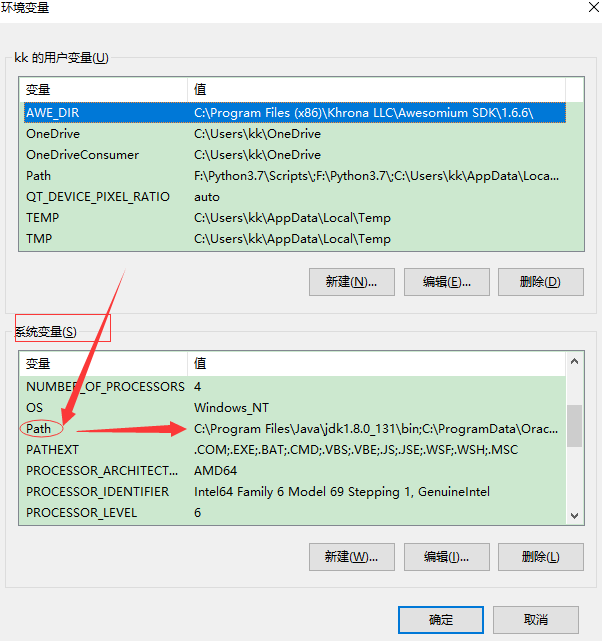 环境变量
kk 的用户变量(U)
变量 值
AWE_DIR C:\Program Files (x86)\Khrona LLC\Awesomium SDK\1.6.6\
OneDrive C:\Users\kk\OneDrive
OneDriveConsumer C:\Users\kk\OneDrive
Path F:\Python3.7\Scripts\;F:\Python3.7\;C:\Users\kk\AppData\Loca...
QT_DEVICE_PIXEL_RATIO auto
TEMP C:\Users\kk\AppData\Local\Temp
TMP C:\Users\kk\AppData\Local\Temp
新建(N)... 编辑(E)... 删除(D)
系统变量(S)
变量 值
NUMBER_OF_PROCESSORS 4
OS Windows_NT
Path C:\Program Files\Java\jdk1.8.0_131\bin;C:\ProgramData\Orac...
PATHEXT .COM;.EXE;.BAT;.CMD;.VBS;.VBE;.JS;.JSE;.WSF;.WSH;.MSC
PROCESSOR_ARCHITECT... AMD64
PROCESSOR_IDENTIFIER Intel64 Family 6 Model 69 Stepping 1, GenuineIntel
PROCESSOR_LEVEL 6
新建(W)... 编辑(I)... 删除(L)
确定 取消